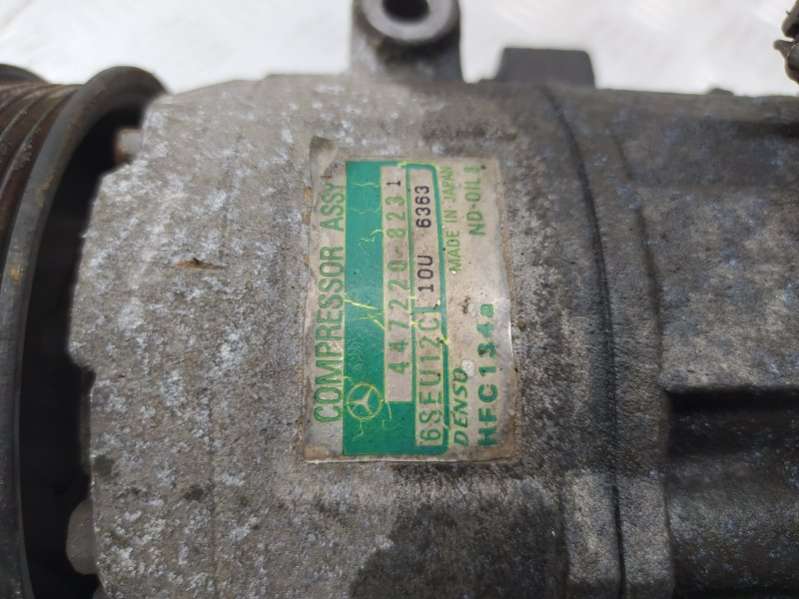 COMPRESSOR ASSY
447220-8231
6SEU12C 10U 6363
DENSO MADE IN JAPAN
HFC134a ND-OIL8